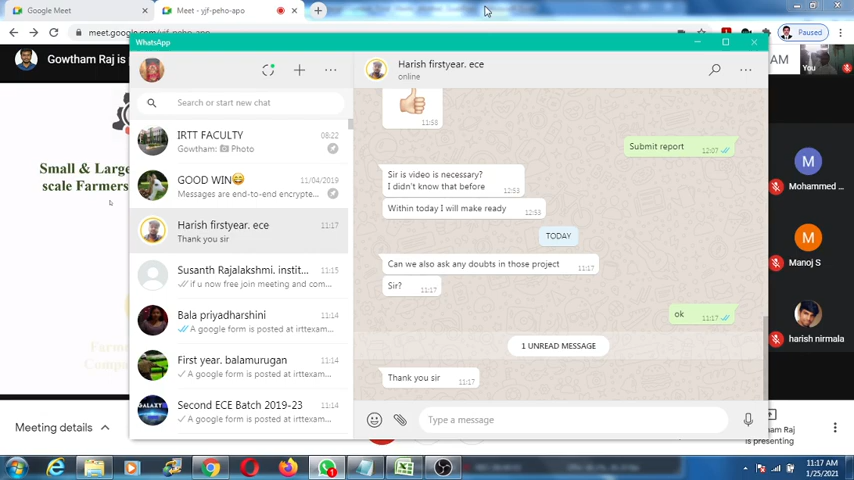 Google Meet
Meet - yjf-peho-apo
meet.google.com/yjf-peho-apo
Paused
WhatsApp
Gowtham Raj is
AM
You
Harish firstyear. ece
online
Search or start new chat
11:58
IRTT FACULTY 08:22
Gowtham: Photo
Submit report 12:07
Small & Large
scale Farmers
GOOD WIN😅 11/04/2019
Messages are end-to-end encrypte...
Sir is video is necessary?
I didn't know that before 12:53
Within today I will make ready 12:53
Mohammed ...
Harish firstyear. ece 11:17
Thank you sir
TODAY
Can we also ask any doubts in those project 11:17
Manoj S
Susanth Rajalakshmi. instit... 11:15
if u now free join meeting and com...
Sir? 11:17
Bala priyadharshini 11:14
A google form is posted at irttexam...
ok 11:17
harish nirmala
1 UNREAD MESSAGE
First year. balamurugan 11:14
A google form is posted at irttexam...
Thank you sir 11:17
Second ECE Batch 2019-23 11:14
A google form is posted at irttexam...
GALAXY
Type a message
Meeting details
am Raj
is presenting
11:17 AM
1/25/2021